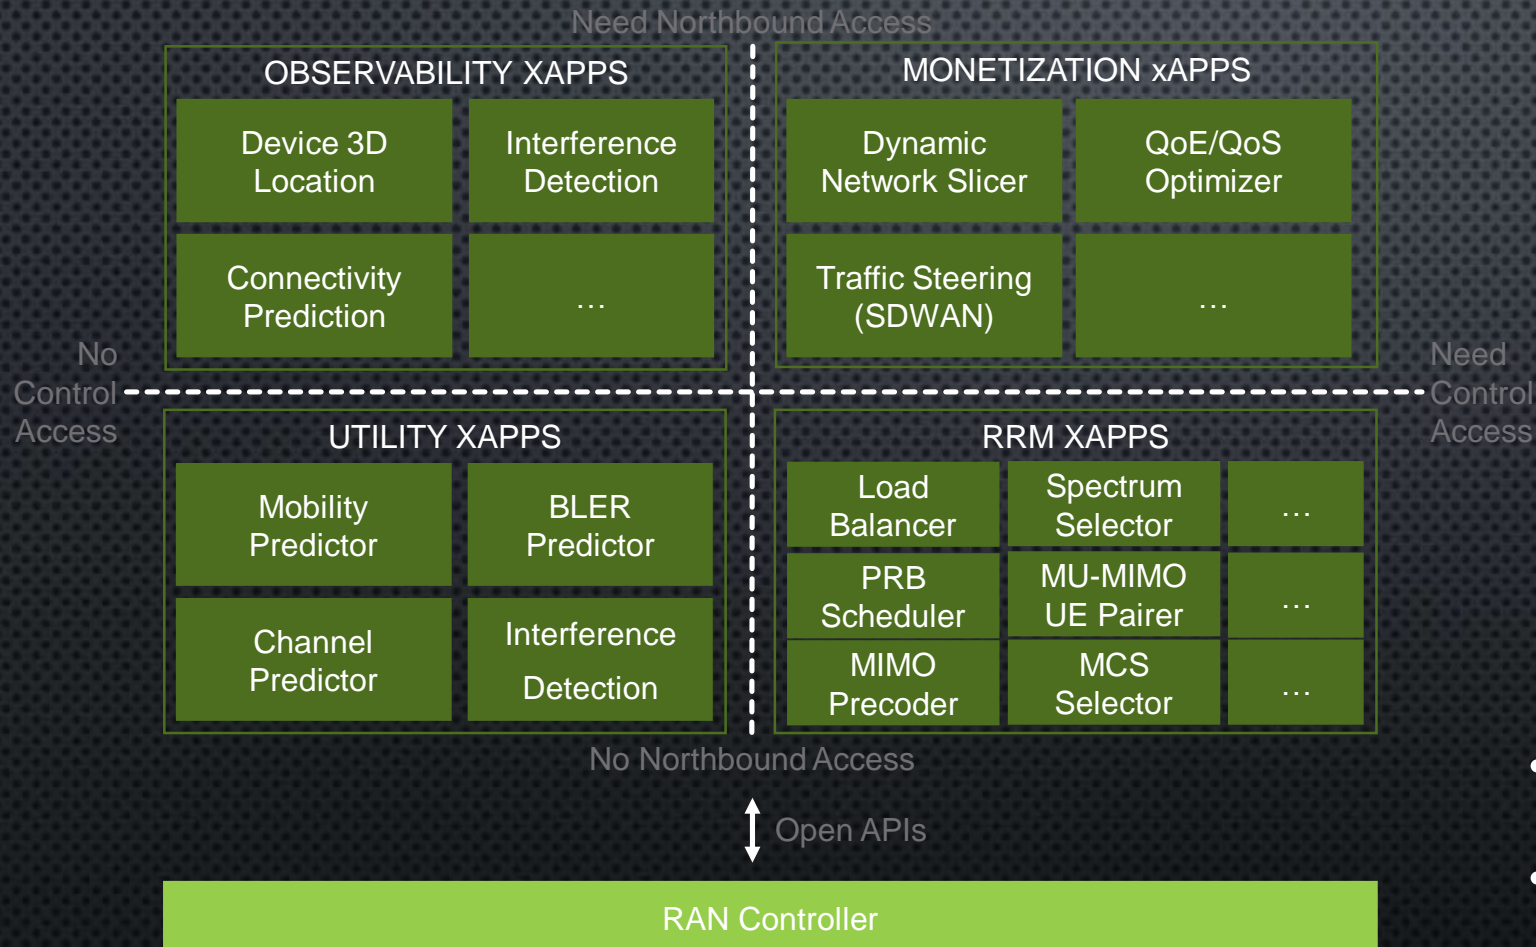 Need Northbound Access
OBSERVABILITY XAPPS
Device 3D
Location
Interference
Detection
Connectivity
Prediction
...
MONETIZATION xAPPS
Dynamic
Network Slicer
QoE/QoS
Optimizer
Traffic Steering
(SDWAN)
...
No
Control
Access
Need
Control
Access
UTILITY XAPPS
Mobility
Predictor
BLER
Predictor
Channel
Predictor
Interference
Detection
RRM XAPPS
Load
Balancer
Spectrum
Selector
...
PRB
Scheduler
MU-MIMO
UE Pairer
...
MIMO
Precoder
MCS
Selector
...
No Northbound Access
Open APIs
RAN Controller